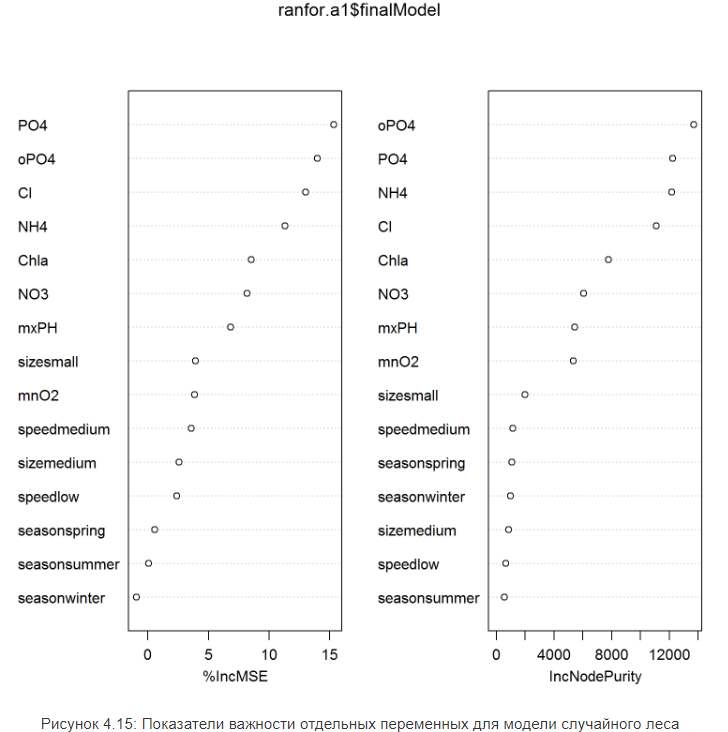 ranfor.a1$finalModel
PO4
oPO4
Cl
NH4
Chla
NO3
mxPH
sizesmall
mnO2
speedmedium
sizemedium
speedlow
seasonspring
seasonsummer
seasonwinter
0 5 10 15
%IncMSE
oPO4
PO4
NH4
Cl
Chla
NO3
mxPH
mnO2
sizesmall
speedmedium
seasonspring
seasonwinter
sizemedium
speedlow
seasonsummer
0 4000 8000 12000
IncNodePurity
Рисунок 4.15: Показатели важности отдельных переменных для модели случайного леса